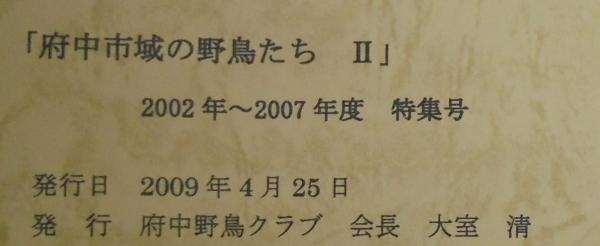 「府中市域の野鳥たち　Ⅱ」
2002年～2007年度　特集号
発行日　2009年4月25日
発　行　府中野鳥クラブ　会長　大室　清